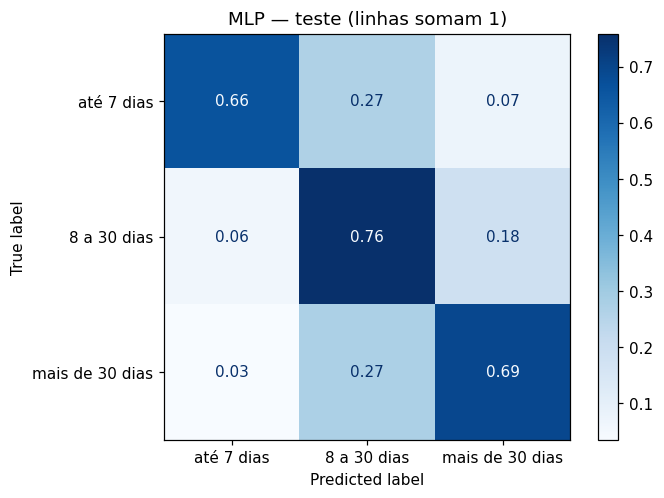 MLP — teste (linhas somam 1)
True label
até 7 dias
0.66 0.27 0.07
8 a 30 dias
0.06 0.76 0.18
mais de 30 dias
0.03 0.27 0.69
até 7 dias 8 a 30 dias mais de 30 dias
Predicted label
0.7
0.6
0.5
0.4
0.3
0.2
0.1